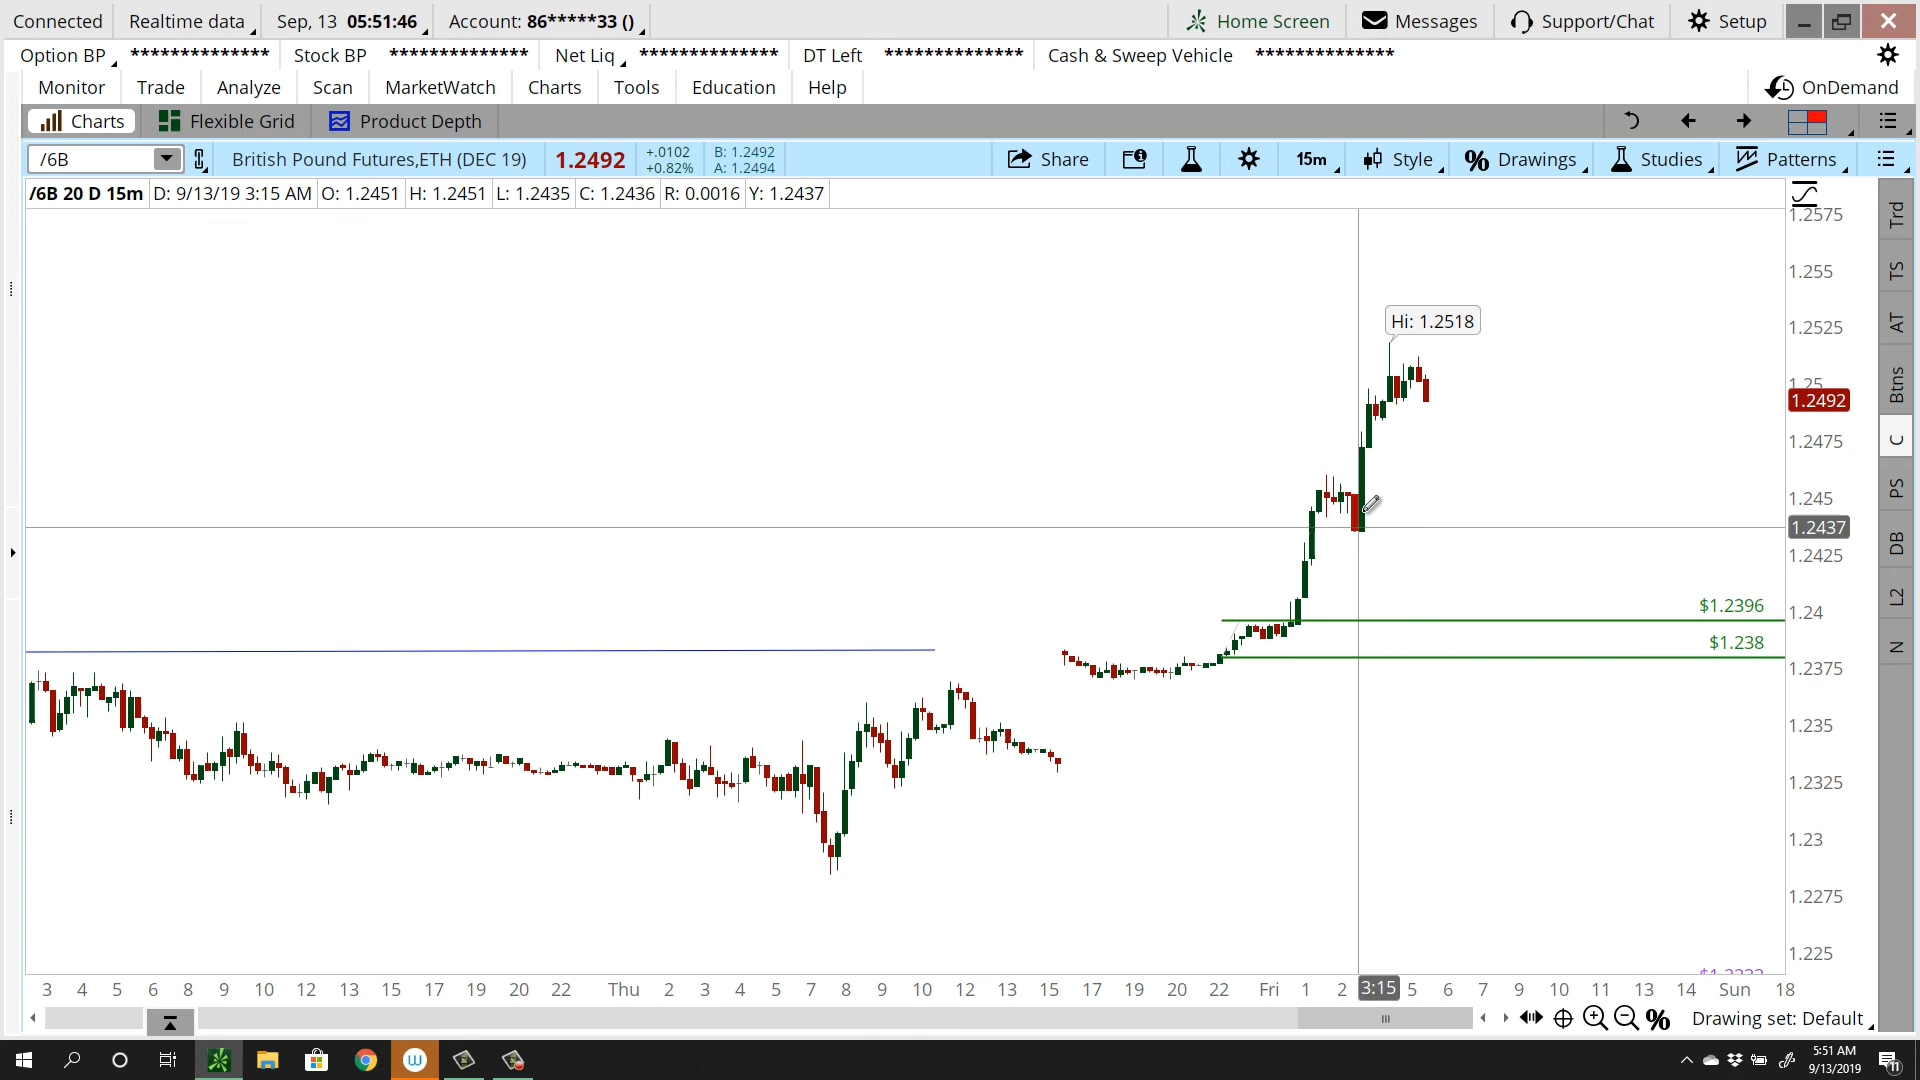 Connected Realtime data Sep, 13 05:51:46 Account: 86*****33 () Home Screen Messages Support/Chat Setup
Option BP ************** Stock BP ************** Net Liq ************** DT Left ************** Cash & Sweep Vehicle **************
Monitor Trade Analyze Scan MarketWatch Charts Tools Education Help OnDemand
Charts Flexible Grid Product Depth
/6B British Pound Futures,ETH (DEC 19) 1.2492 +.0102 B: 1.2492 Share 15m Style Drawings Studies Patterns
+0.82% A: 1.2494
/6B 20 D 15m D: 9/13/19 3:15 AM O: 1.2451 H: 1.2451 L: 1.2435 C: 1.2436 R: 0.0016 Y: 1.2437
1.2575
Trd
1.255
TS
Hi: 1.2518
1.2525
AT
1.25
Btns
1.2492
1.2475
C
1.245
PS
1.2437
1.2425
DB
$1.2396
1.24
L2
$1.238
N
1.2375
1.235
1.2325
1.23
1.2275
1.225
3 4 5 6 8 9 10 12 13 15 17 19 20 22 Thu 2 3 4 5 7 8 9 10 12 13 15 17 19 20 22 Fri 1 2 3:15 5 6 7 9 10 11 13 14 Sun 18
Drawing set: Default
5:51 AM
9/13/2019
11